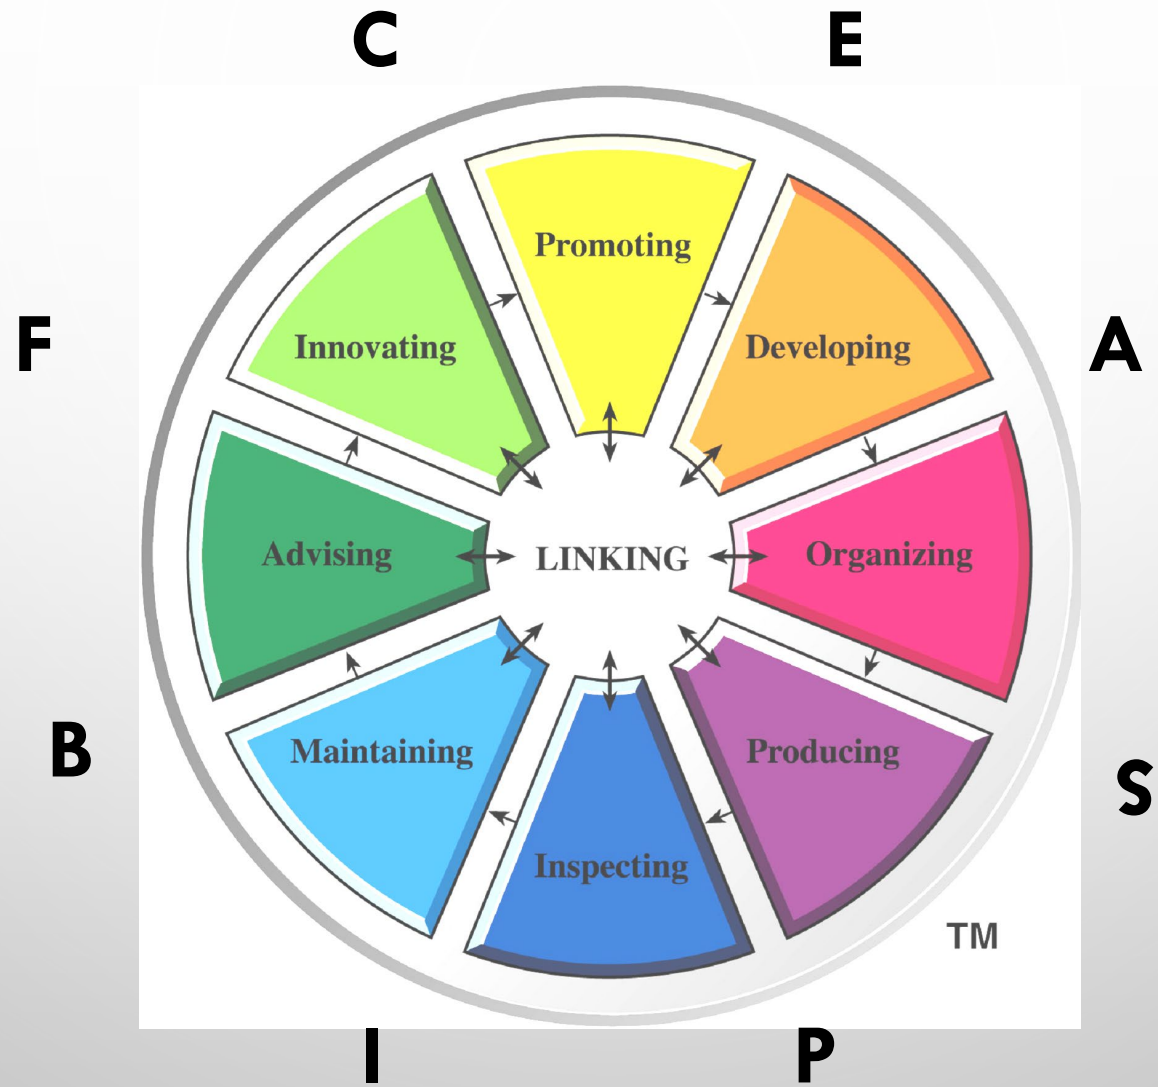 C E
Promoting
F Innovating Developing A
Advising LINKING Organizing
B Maintaining Producing S
Inspecting
TM
I P